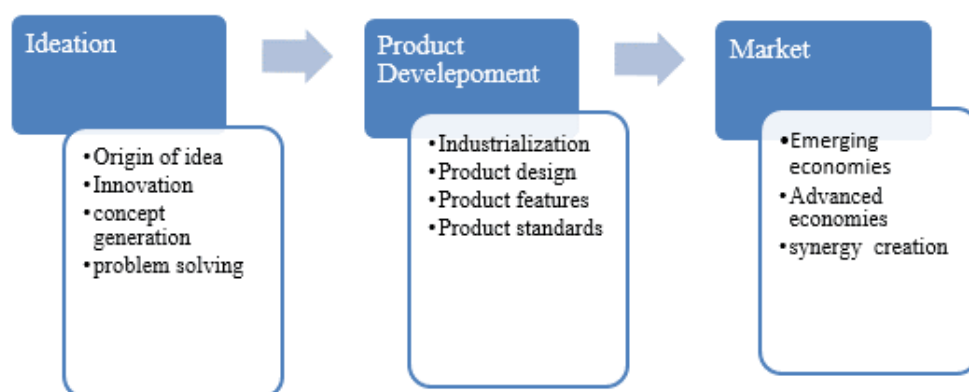 Ideation
•Origin of idea
•Innovation
•concept
generation
•problem solving
Product
Develepoment
•Industrialization
•Product design
•Product features
•Product standards
Market
•Emerging
economies
•Advanced
economies
•synergy creation